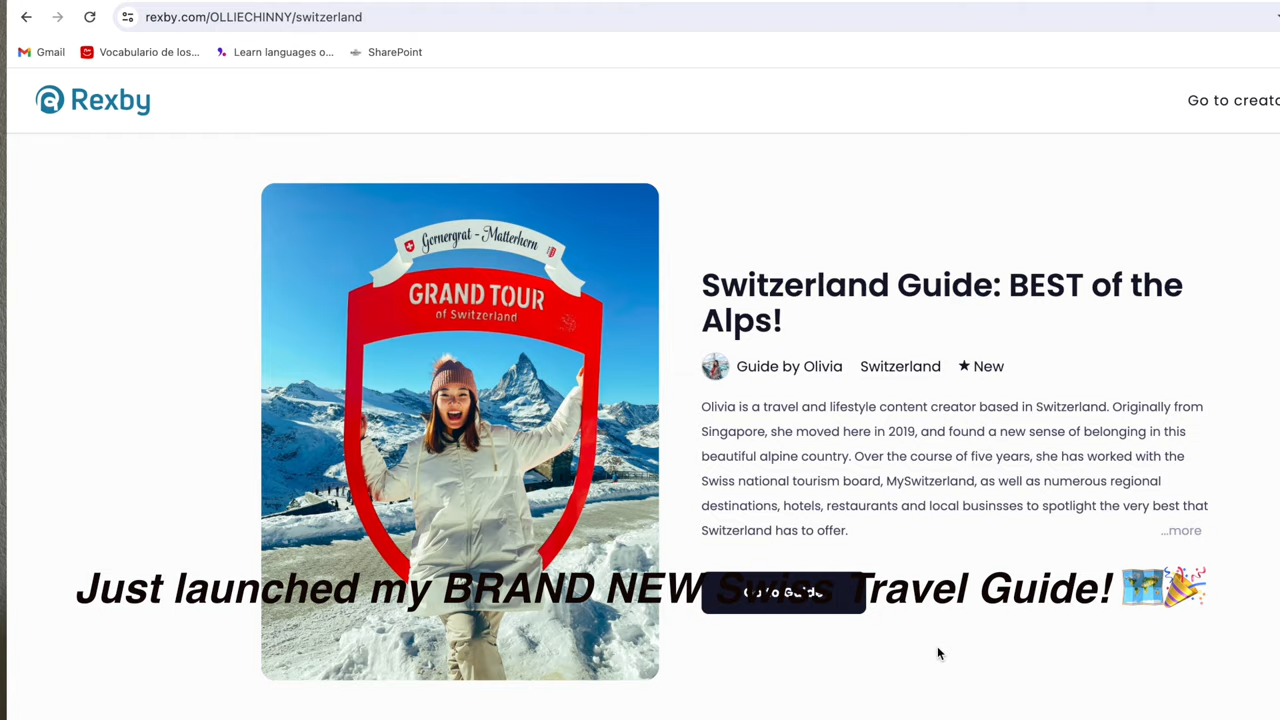 rexby.com/OLLIECHINNY/switzerland
Gmail
Vocabulario de los...
Learn languages o...
SharePoint
Rexby
Go to creato
Gornergrat - Matterhorn
GRAND TOUR
of Switzerland
Switzerland Guide: BEST of the
Alps!
Guide by Olivia Switzerland ★ New
Olivia is a travel and lifestyle content creator based in Switzerland. Originally from
Singapore, she moved here in 2019, and found a new sense of belonging in this
beautiful alpine country. Over the course of five years, she has worked with the
Swiss national tourism board, MySwitzerland, as well as numerous regional
destinations, hotels, restaurants and local businsses to spotlight the very best that
Switzerland has to offer. ...more
Go to Guide
Just launched my BRAND NEW Swiss Travel Guide! 🗺️🎉